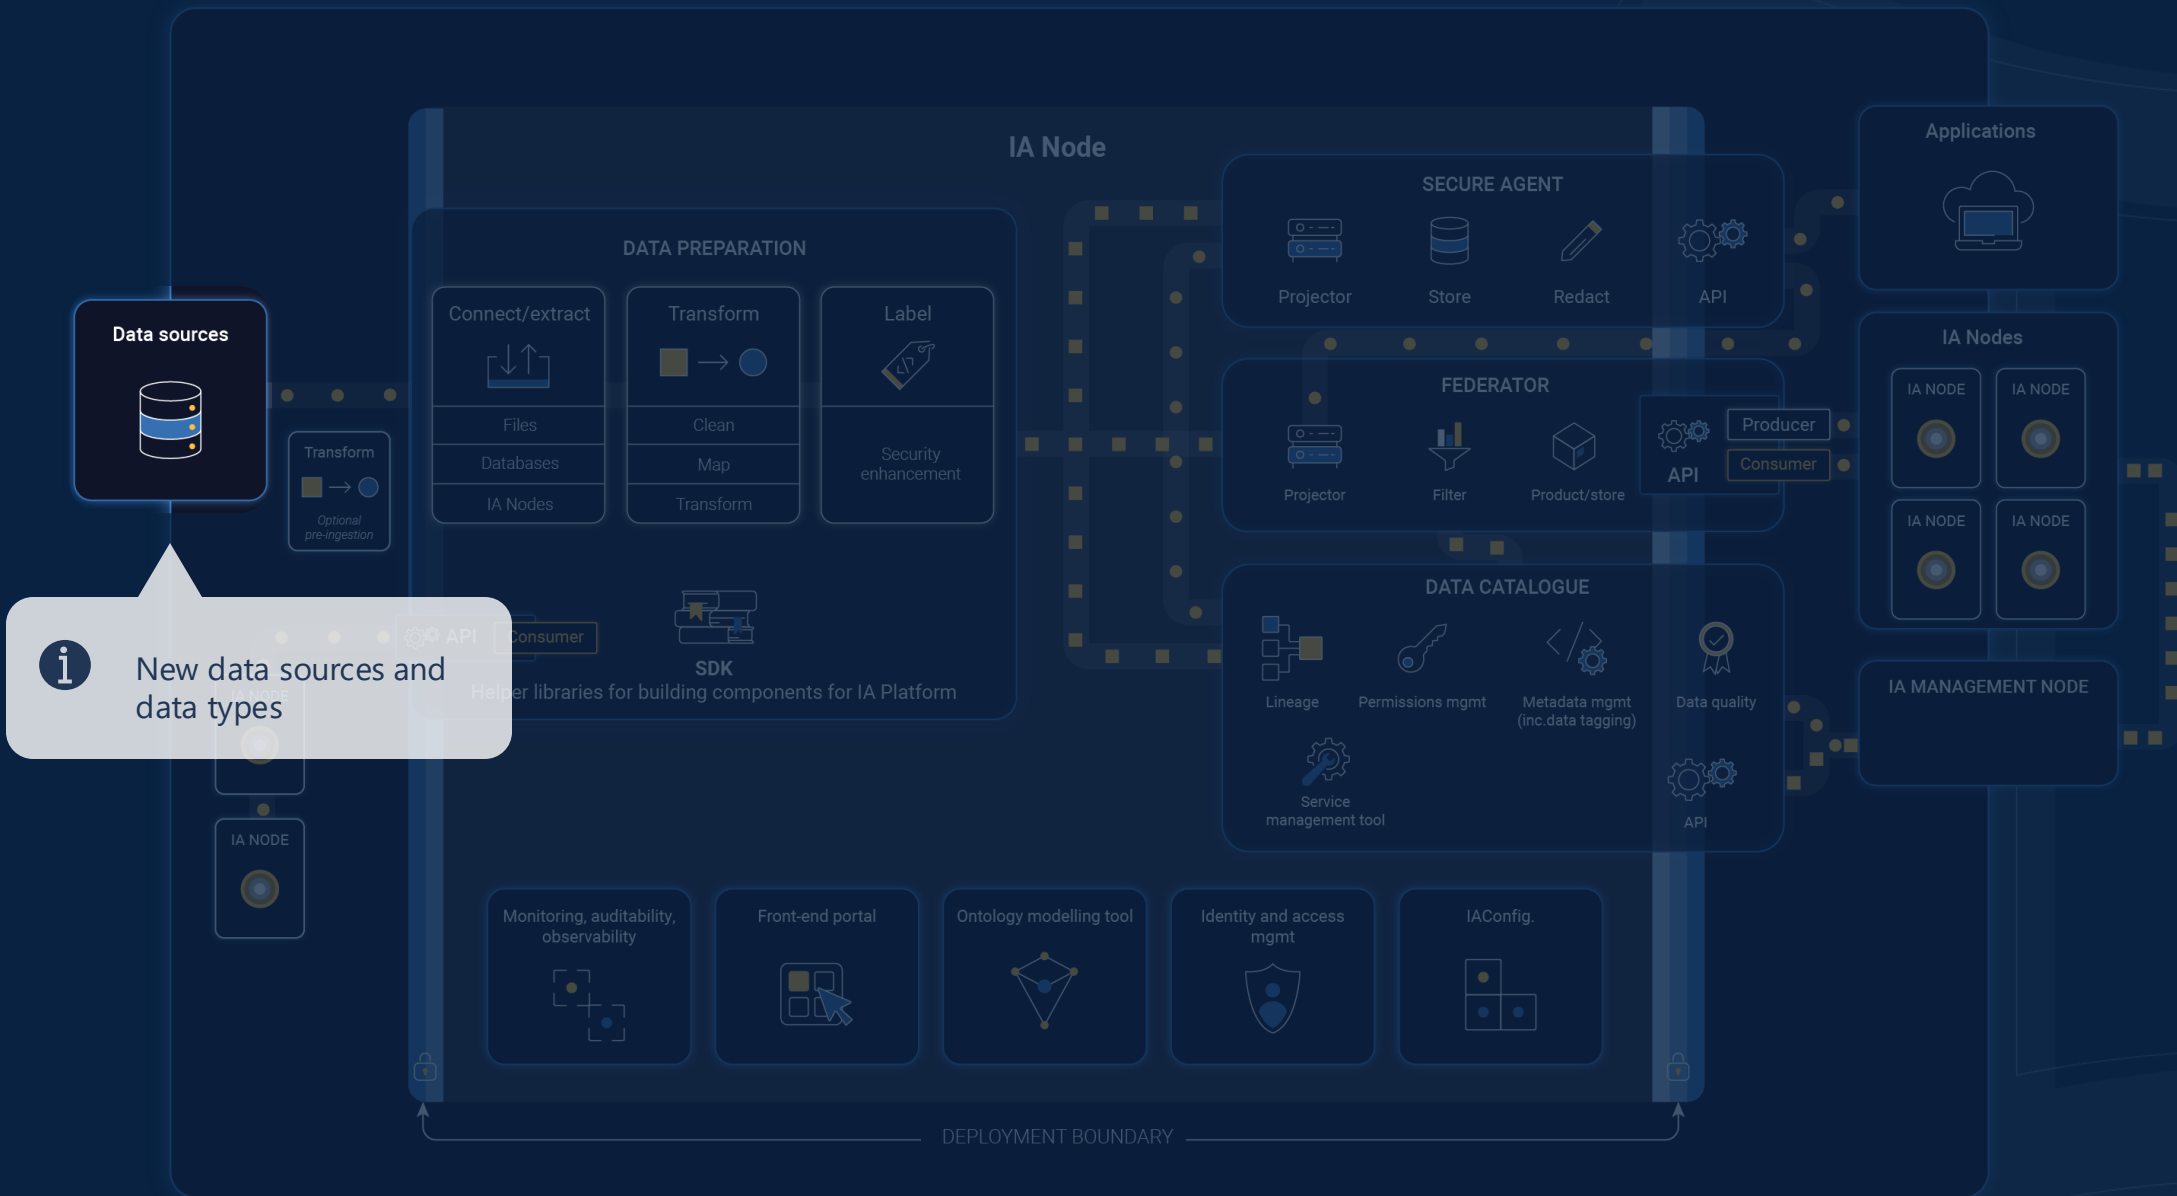 IA Node
Applications
SECURE AGENT
Projector
Store
Redact
API
DATA PREPARATION
Connect/extract
Files
Databases
IA Nodes
Transform
Clean
Map
Transform
Label
Security
enhancement
Data sources
Transform
Optional
pre-ingestion
New data sources and
data types
API
Consumer
SDK
Helper libraries for building components for IA Platform
IA NODE
IA NODE
FEDERATOR
Projector
Filter
Product/store
API
Producer
Consumer
IA Nodes
IA NODE
IA NODE
IA NODE
IA NODE
DATA CATALOGUE
Lineage
Permissions mgmt
Metadata mgmt
(inc.data tagging)
Data quality
Service
management tool
API
IA MANAGEMENT NODE
Monitoring, auditability,
observability
Front-end portal
Ontology modelling tool
Identity and access
mgmt
IAConfig.
DEPLOYMENT BOUNDARY